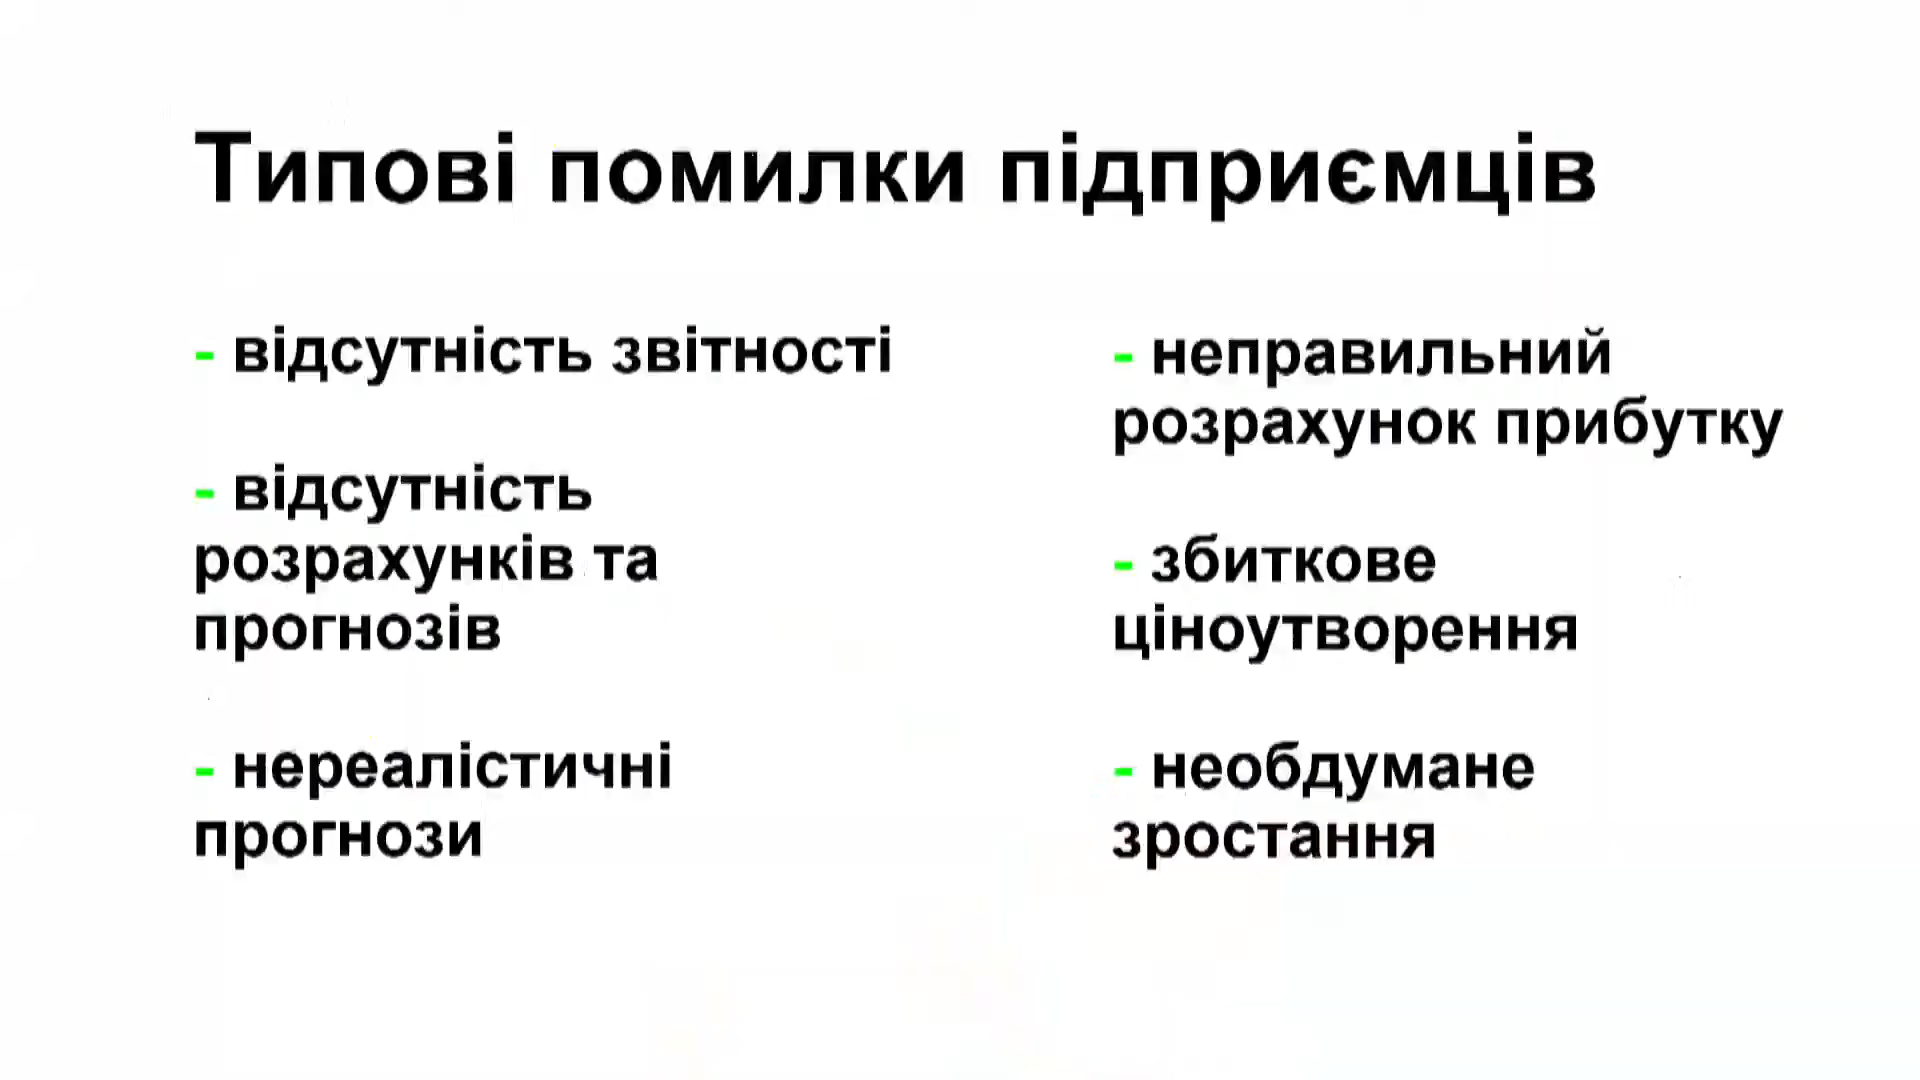 Типові помилки підприємців
- відсутність звітності
- відсутність
розрахунків та
прогнозів
- нереалістичні
прогнози
- неправильний
розрахунок прибутку
- збиткове
ціноутворення
- необдумане
зростання